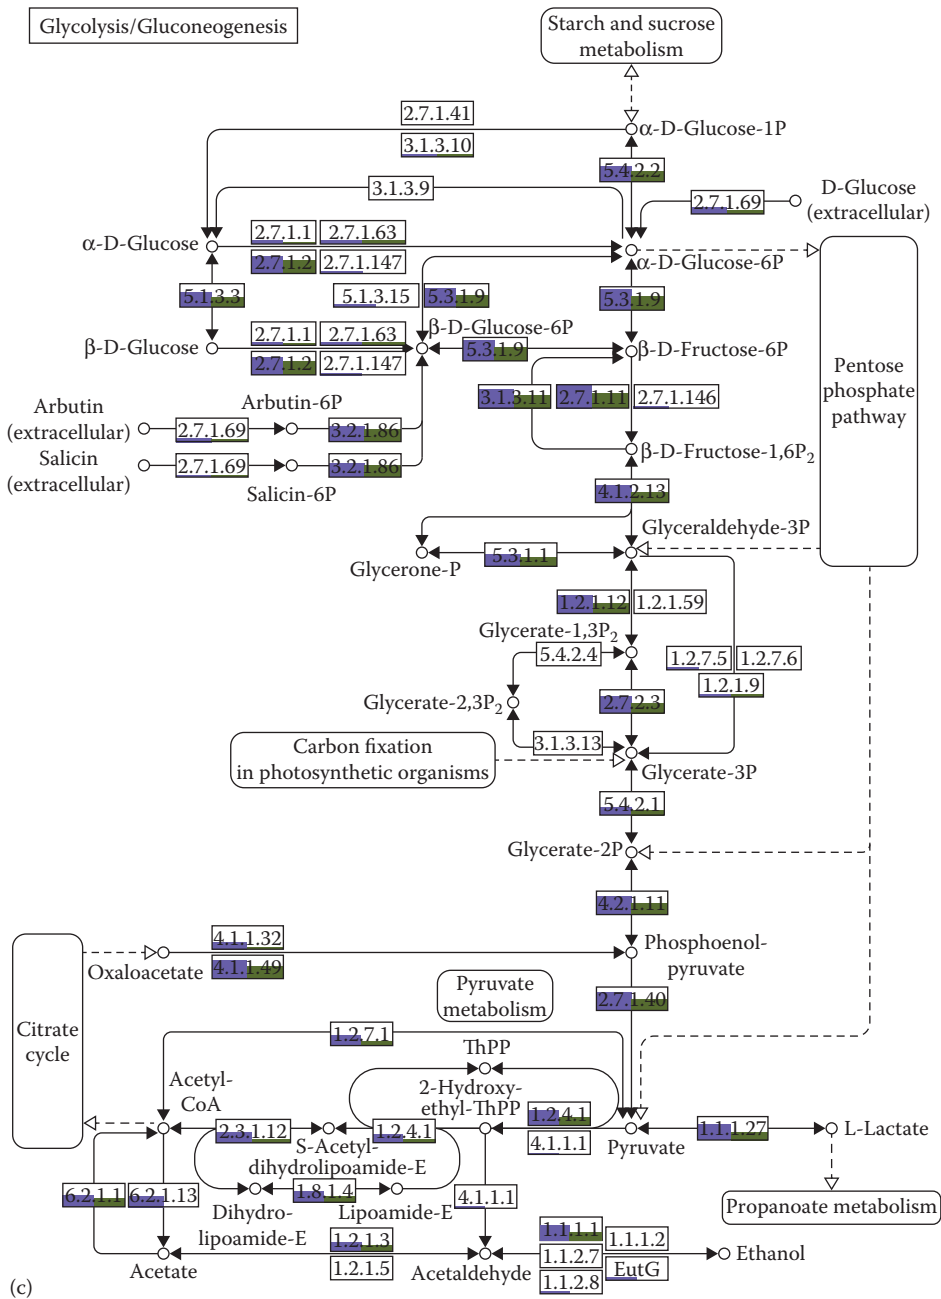 Glycolysis/Gluconeogenesis
Starch and sucrose
metabolism
2.7.1.41
α-D-Glucose-1P
3.1.3.10
5.4.2.2
3.1.3.9
2.7.1.69
D-Glucose
(extracellular)
2.7.1.1
2.7.1.63
α-D-Glucose
2.7.1.2
2.7.1.147
α-D-Glucose-6P
5.1.3.3
5.1.3.15
5.3.1.9
5.3.1.9
β-D-Glucose-6P
2.7.1.1
2.7.1.63
β-D-Glucose
2.7.1.2
2.7.1.147
5.3.1.9
β-D-Fructose-6P
Pentose
phosphate
pathway
3.1.3.11
2.7.1.11
2.7.1.146
Arbutin
(extracellular)
2.7.1.69
Arbutin-6P
3.2.1.86
Salicin
(extracellular)
2.7.1.69
Salicin-6P
3.2.1.86
β-D-Fructose-1,6P2
4.1.2.13
Glyceraldehyde-3P
5.3.1.1
Glycerone-P
1.2.1.12
1.2.1.59
Glycerate-1,3P2
5.4.2.4
1.2.7.5
1.2.7.6
1.2.1.9
Glycerate-2,3P2
2.7.2.3
3.1.3.13
Carbon fixation
in photosynthetic organisms
Glycerate-3P
5.4.2.1
Glycerate-2P
4.2.1.11
4.1.1.32
Oxaloacetate
4.1.1.49
Phosphoenol-
pyruvate
Pyruvate
metabolism
2.7.1.40
Citrate
cycle
1.2.7.1
ThPP
Acetyl-
CoA
2-Hydroxy-
ethyl-ThPP
1.2.4.1
2.3.1.12
S-Acetyl-
dihydrolipoamide-E
1.2.4.1
4.1.1.1
Pyruvate
1.1.1.27
L-Lactate
6.2.1.1
6.2.1.13
1.8.1.4
Dihydro-
lipoamide-E
Lipoamide-E
4.1.1.1
Propanoate metabolism
1.2.1.3
Acetate
1.2.1.5
Acetaldehyde
1.1.1.1
1.1.1.2
1.1.2.7
Ethanol
EutG
1.1.2.8
(c)